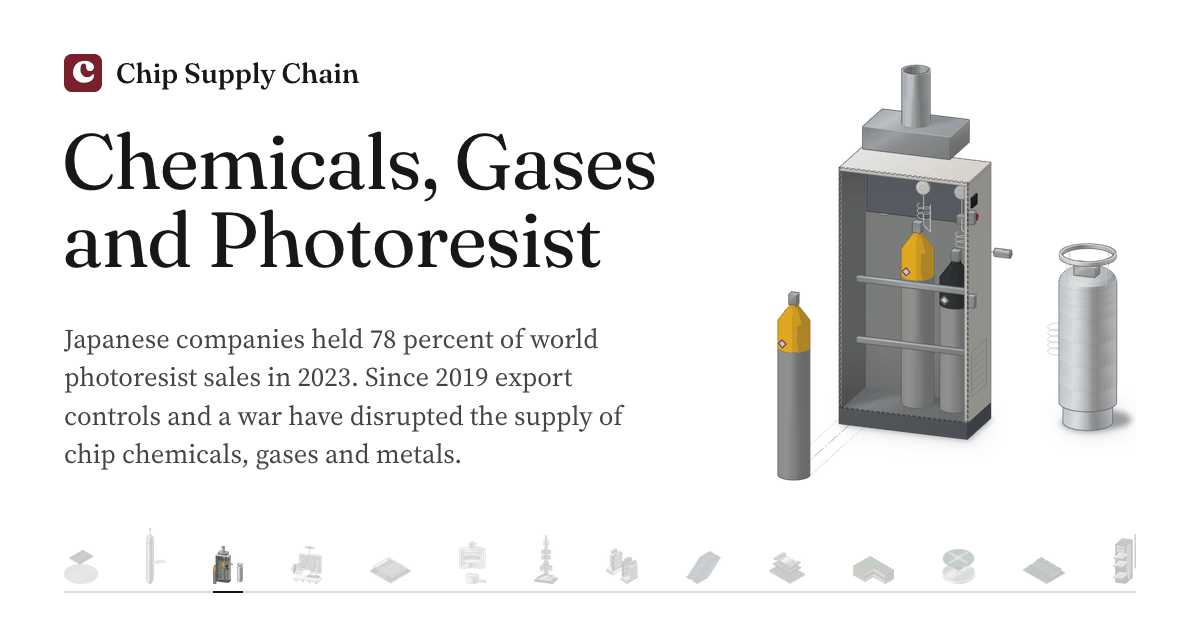 Chip Supply Chain
Chemicals, Gases
and Photoresist
Japanese companies held 78 percent of world
photoresist sales in 2023. Since 2019 export
controls and a war have disrupted the supply of
chip chemicals, gases and metals.